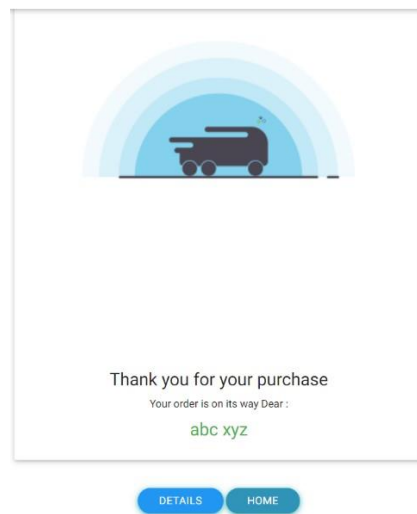 Thank you for your purchase
Your order is on its way Dear :
abc xyz
DETAILS HOME